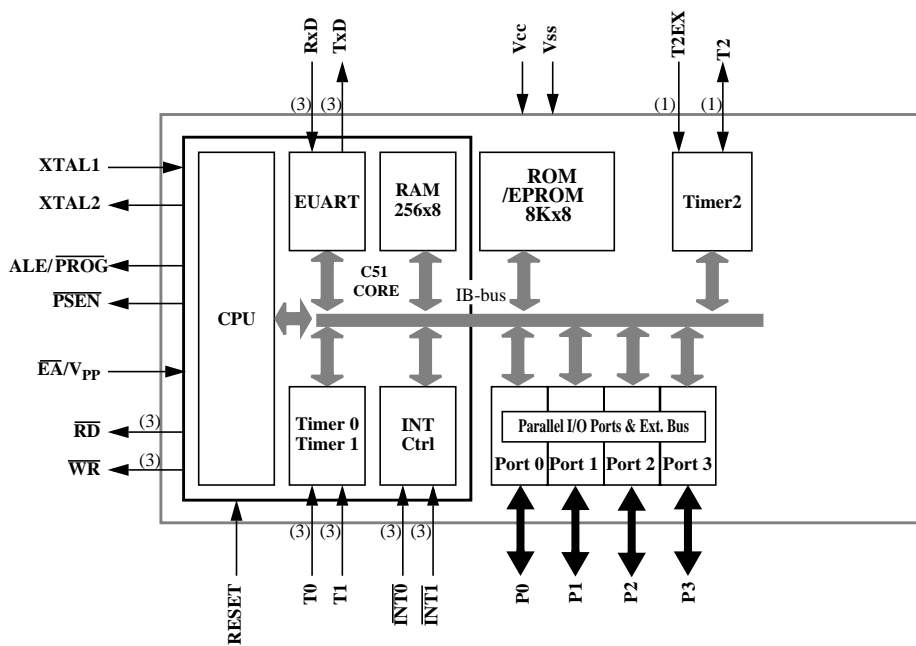 RxD
TxD
Vcc
Vss
T2EX
T2
(3)
(3)
(1)
(1)
XTAL1
XTAL2
ALE/PROG
PSEN
EA/VPP
RD
(3)
WR
(3)
CPU
EUART
RAM
256x8
ROM
/EPROM
8Kx8
Timer2
C51
CORE
IB-bus
Timer 0
Timer 1
INT
Ctrl
Parallel I/O Ports & Ext. Bus
Port 0
Port 1
Port 2
Port 3
(3)
(3)
(3)
(3)
RESET
T0
T1
INT0
INT1
P0
P1
P2
P3